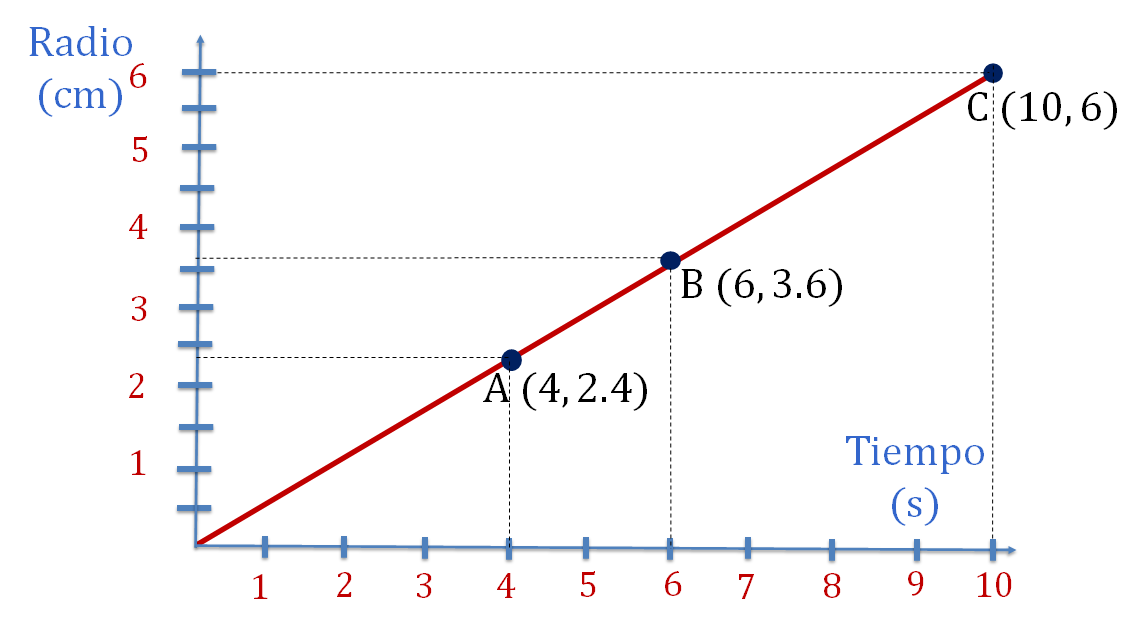 Radio
(cm)
6
5
4
3
2
1
C (10, 6)
B (6, 3.6)
A (4, 2.4)
Tiempo
(s)
1 2 3 4 5 6 7 8 9 10